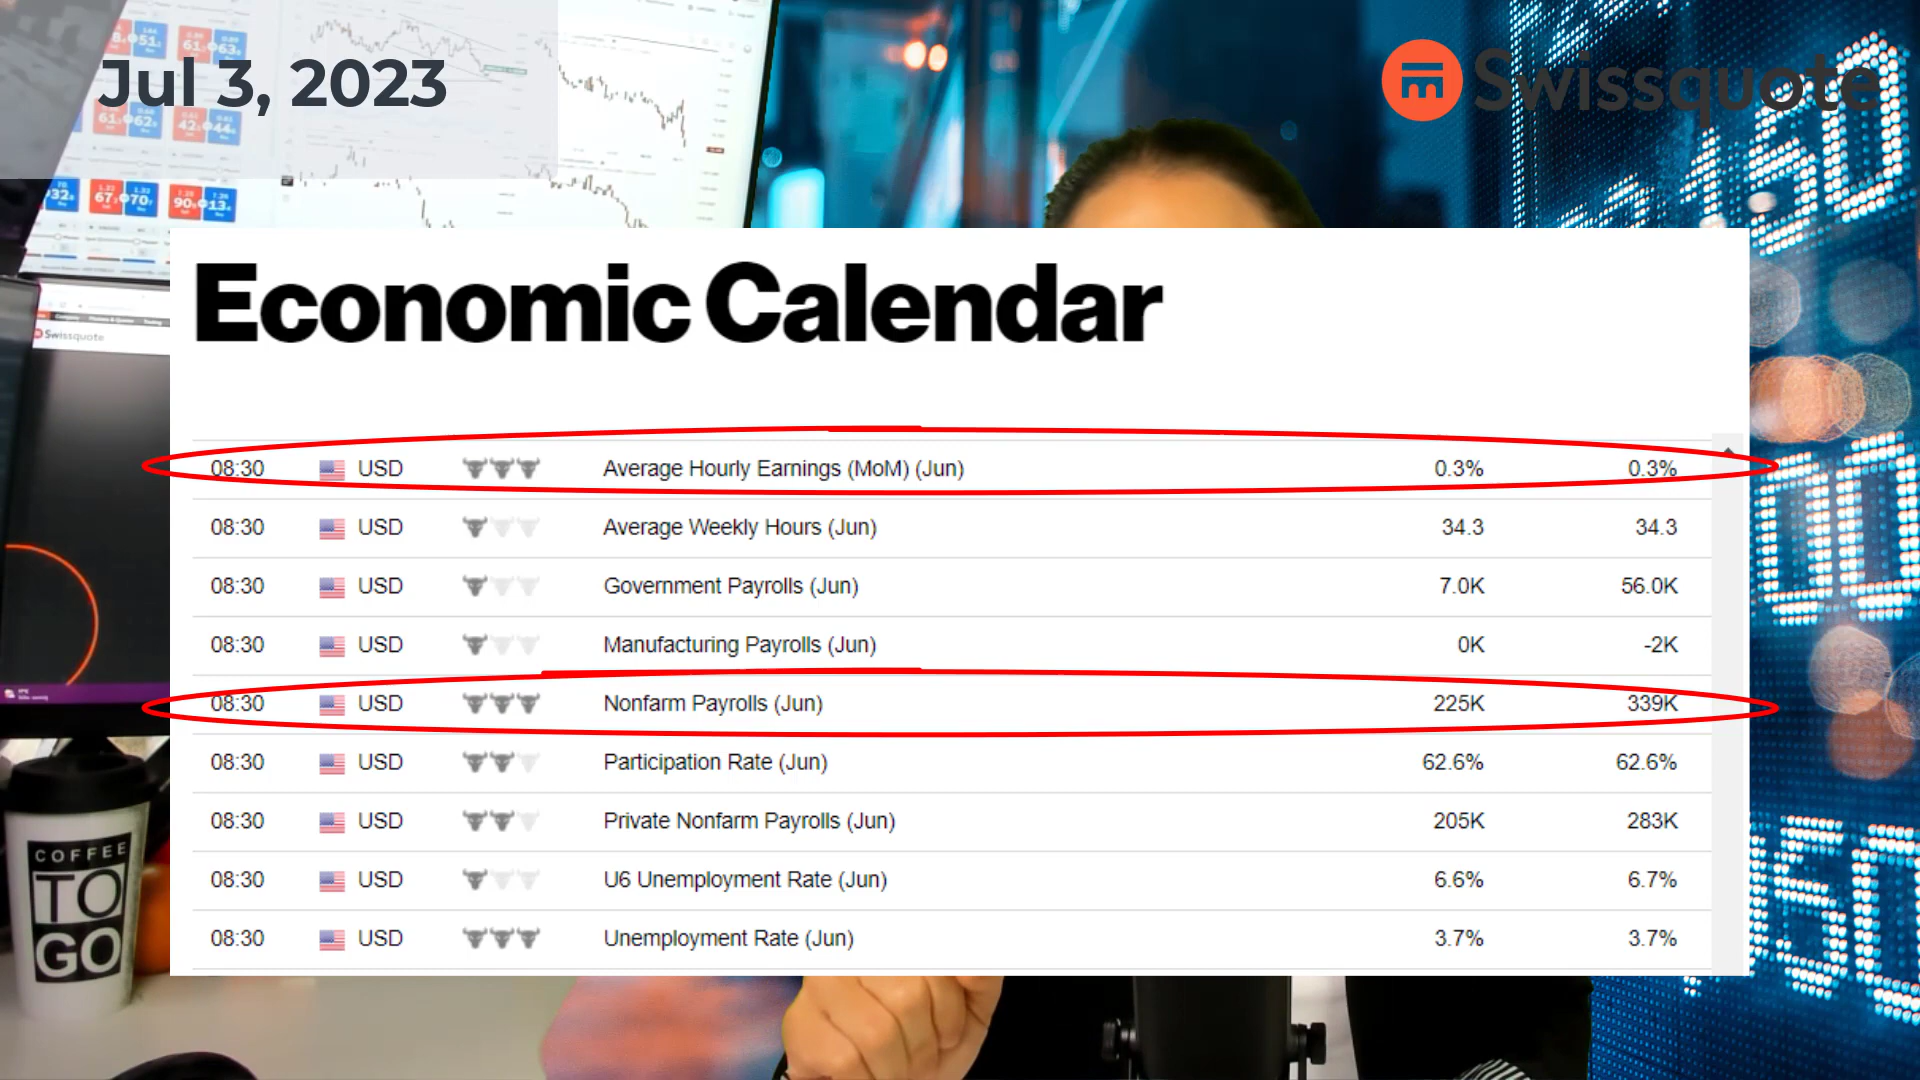 Jul 3, 2023
Swissquote
Economic Calendar
08:30 USD Average Hourly Earnings (MoM) (Jun) 0.3% 0.3%
08:30 USD Average Weekly Hours (Jun) 34.3 34.3
08:30 USD Government Payrolls (Jun) 7.0K 56.0K
08:30 USD Manufacturing Payrolls (Jun) 0K -2K
08:30 USD Nonfarm Payrolls (Jun) 225K 339K
08:30 USD Participation Rate (Jun) 62.6% 62.6%
08:30 USD Private Nonfarm Payrolls (Jun) 205K 283K
08:30 USD U6 Unemployment Rate (Jun) 6.6% 6.7%
08:30 USD Unemployment Rate (Jun) 3.7% 3.7%
Swissquote
COFFEE
TO
GO